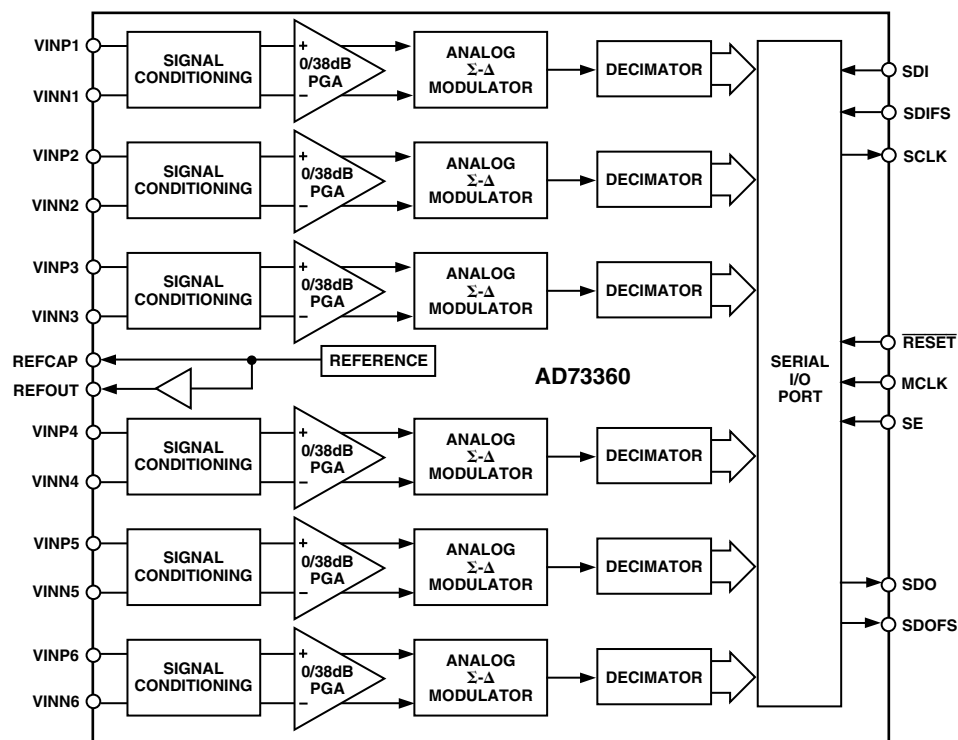 VINP1
VINN1
SIGNAL
CONDITIONING
+
0/38dB
PGA
−
ANALOG
Σ-Δ
MODULATOR
DECIMATOR
VINP2
VINN2
SIGNAL
CONDITIONING
+
0/38dB
PGA
−
ANALOG
Σ-Δ
MODULATOR
DECIMATOR
VINP3
VINN3
SIGNAL
CONDITIONING
+
0/38dB
PGA
−
ANALOG
Σ-Δ
MODULATOR
DECIMATOR
REFCAP
REFOUT
REFERENCE
AD73360
VINP4
VINN4
SIGNAL
CONDITIONING
+
0/38dB
PGA
−
ANALOG
Σ-Δ
MODULATOR
DECIMATOR
VINP5
VINN5
SIGNAL
CONDITIONING
+
0/38dB
PGA
−
ANALOG
Σ-Δ
MODULATOR
DECIMATOR
VINP6
VINN6
SIGNAL
CONDITIONING
+
0/38dB
PGA
−
ANALOG
Σ-Δ
MODULATOR
DECIMATOR
SERIAL
I/O
PORT
SDI
SDIFS
SCLK
RESET
MCLK
SE
SDO
SDOFS